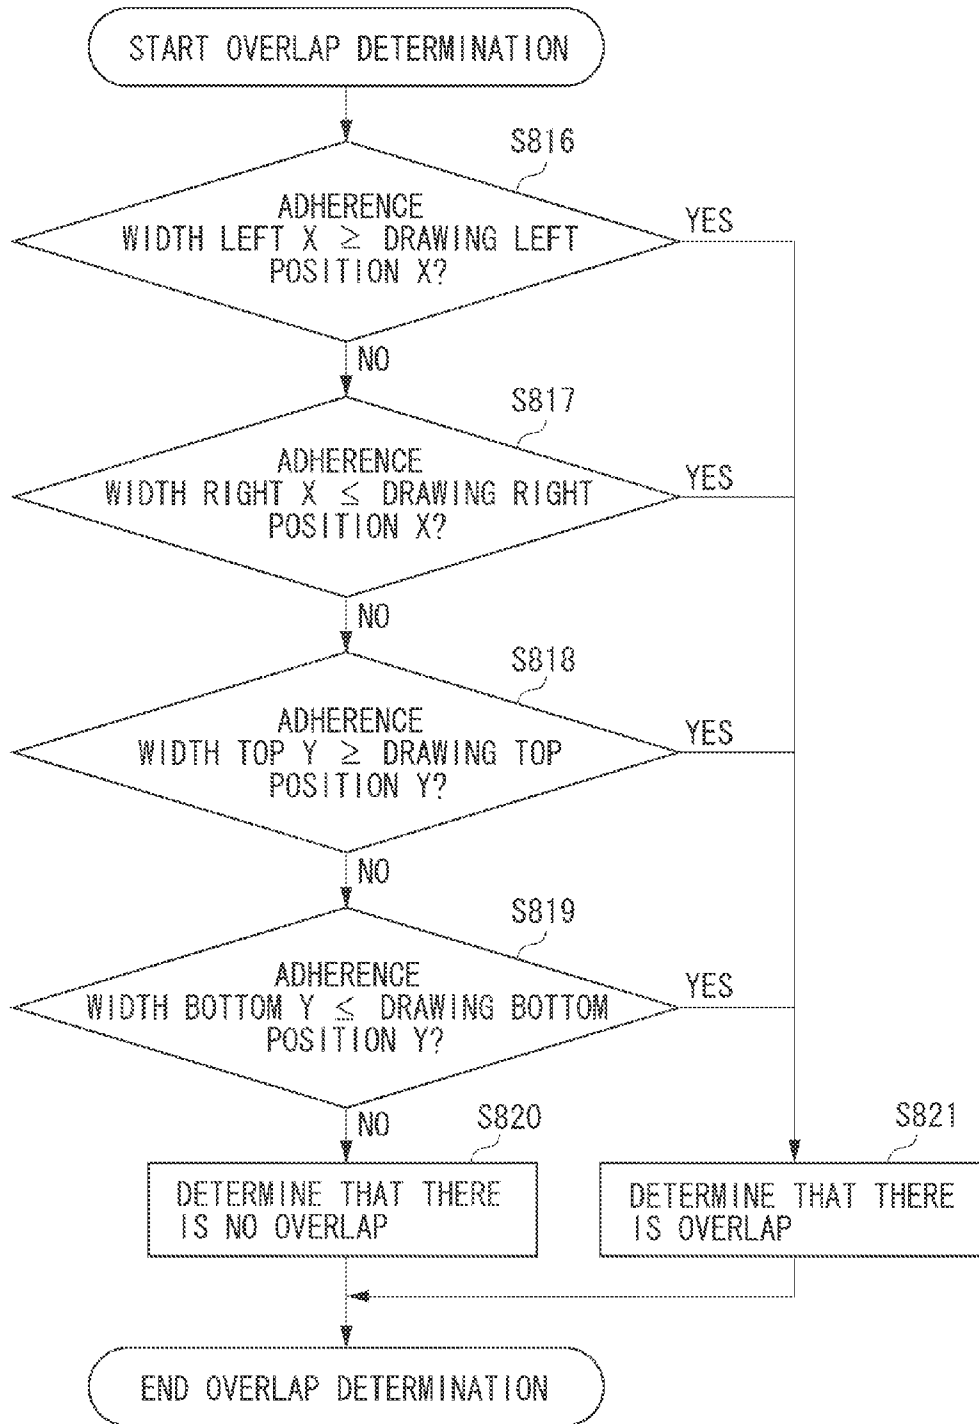 START OVERLAP DETERMINATION
S816
ADHERENCE
WIDTH LEFT X ≥ DRAWING LEFT
POSITION X?
YES
NO
S817
ADHERENCE
WIDTH RIGHT X ≤ DRAWING RIGHT
POSITION X?
YES
NO
S818
ADHERENCE
WIDTH TOP Y ≥ DRAWING TOP
POSITION Y?
YES
NO
S819
ADHERENCE
WIDTH BOTTOM Y ≤ DRAWING BOTTOM
POSITION Y?
YES
NO
S820
DETERMINE THAT THERE
IS NO OVERLAP
S821
DETERMINE THAT THERE
IS OVERLAP
END OVERLAP DETERMINATION